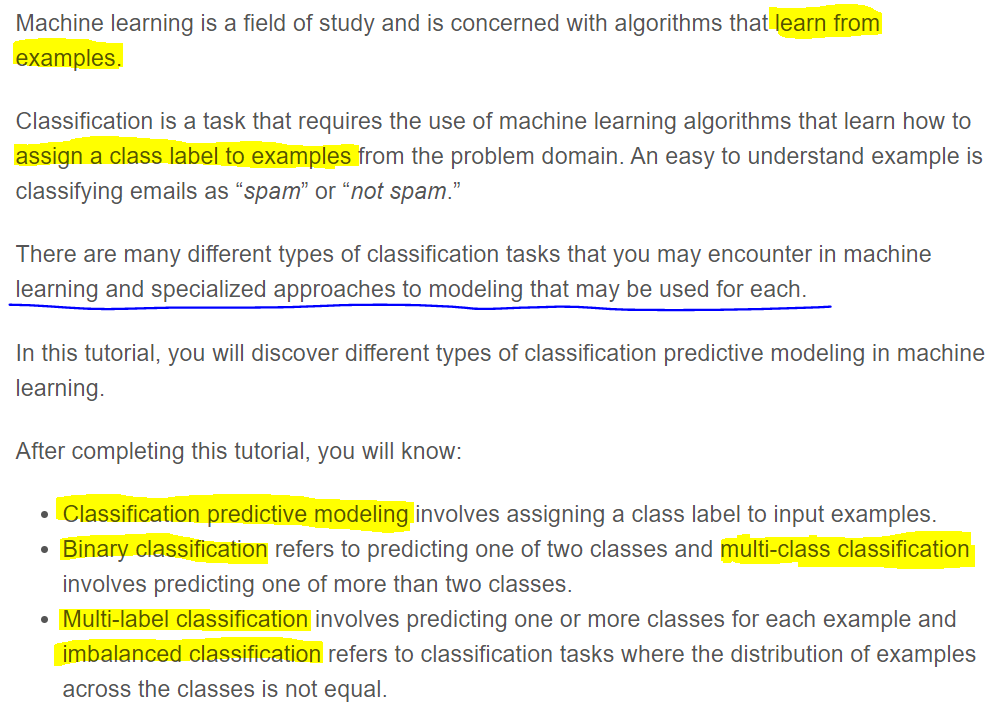 Machine learning is a field of study and is concerned with algorithms that learn from
examples.
Classification is a task that requires the use of machine learning algorithms that learn how to
assign a class label to examples from the problem domain. An easy to understand example is
classifying emails as “spam” or “not spam.”
There are many different types of classification tasks that you may encounter in machine
learning and specialized approaches to modeling that may be used for each.
In this tutorial, you will discover different types of classification predictive modeling in machine
learning.
After completing this tutorial, you will know:
• Classification predictive modeling involves assigning a class label to input examples.
• Binary classification refers to predicting one of two classes and multi-class classification
involves predicting one of more than two classes.
• Multi-label classification involves predicting one or more classes for each example and
imbalanced classification refers to classification tasks where the distribution of examples
across the classes is not equal.